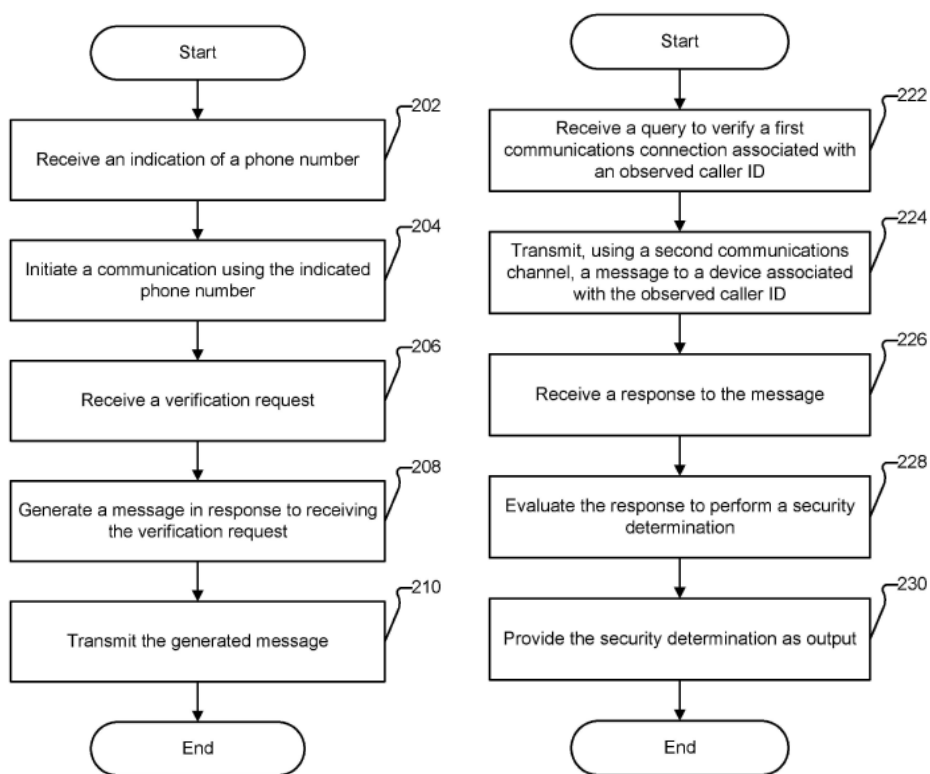 Start
202
Receive an indication of a phone number
204
Initiate a communication using the indicated
phone number
206
Receive a verification request
208
Generate a message in response to receiving
the verification request
210
Transmit the generated message
End
Start
222
Receive a query to verify a first
communications connection associated with
an observed caller ID
224
Transmit, using a second communications
channel, a message to a device associated
with the observed caller ID
226
Receive a response to the message
228
Evaluate the response to perform a security
determination
230
Provide the security determination as output
End